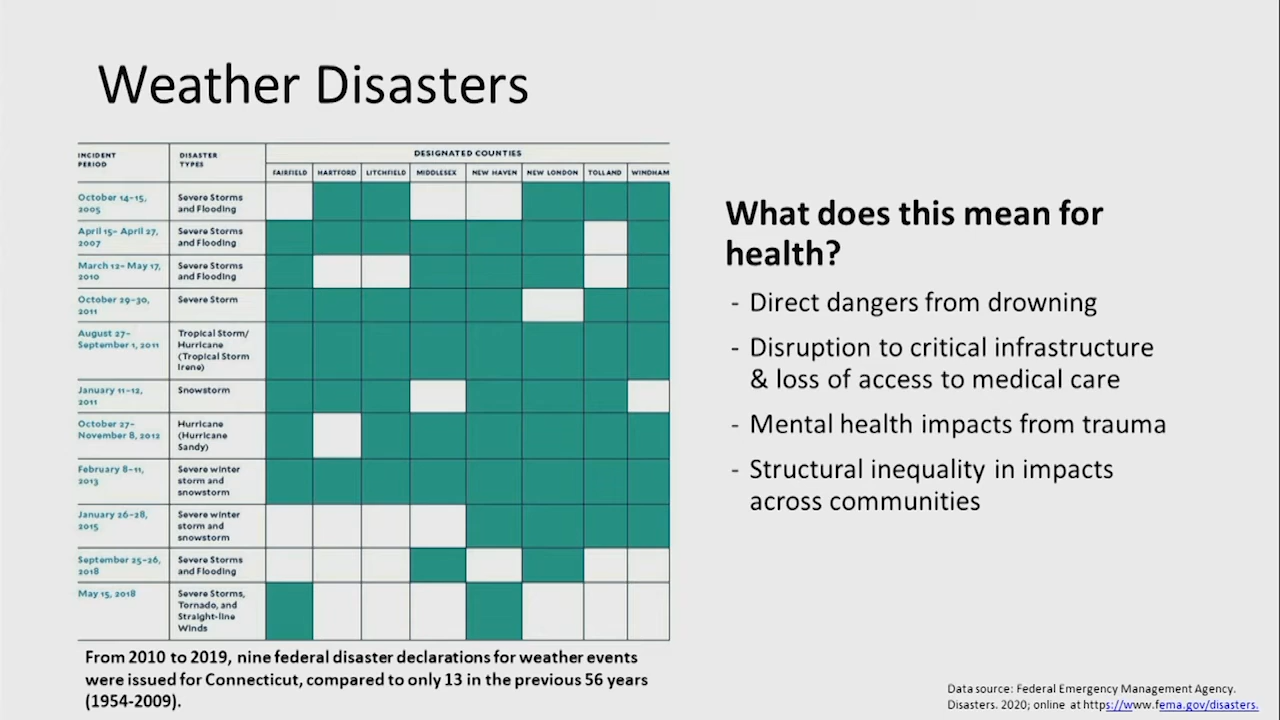 Weather Disasters
INCIDENT
PERIOD
DISASTER
TYPES
DESIGNATED COUNTIES
FAIRFIELD HARTFORD LITCHFIELD MIDDLESEX NEW HAVEN NEW LONDON TOLLAND WINDHAM
October 14–15,
2005
Severe Storms
and Flooding
April 15– April 27,
2007
Severe Storms
and Flooding
March 12– May 17,
2010
Severe Storms
and Flooding
October 29–30,
2011
Severe Storm
August 27–
September 1, 2011
Tropical Storm/
Hurricane
(Tropical Storm
Irene)
January 11–12,
2011
Snowstorm
October 27–
November 8, 2012
Hurricane
(Hurricane
Sandy)
February 8–11,
2013
Severe winter
storm and
snowstorm
January 26–28,
2015
Severe winter
storm and
snowstorm
September 25–26,
2018
Severe Storms
and Flooding
May 15, 2018
Severe Storms,
Tornado, and
Straight-line
Winds
From 2010 to 2019, nine federal disaster declarations for weather events
were issued for Connecticut, compared to only 13 in the previous 56 years
(1954-2009).
What does this mean for
health?
- Direct dangers from drowning
- Disruption to critical infrastructure
& loss of access to medical care
- Mental health impacts from trauma
- Structural inequality in impacts
across communities
Data source: Federal Emergency Management Agency.
Disasters. 2020; online at https://www.fema.gov/disasters.